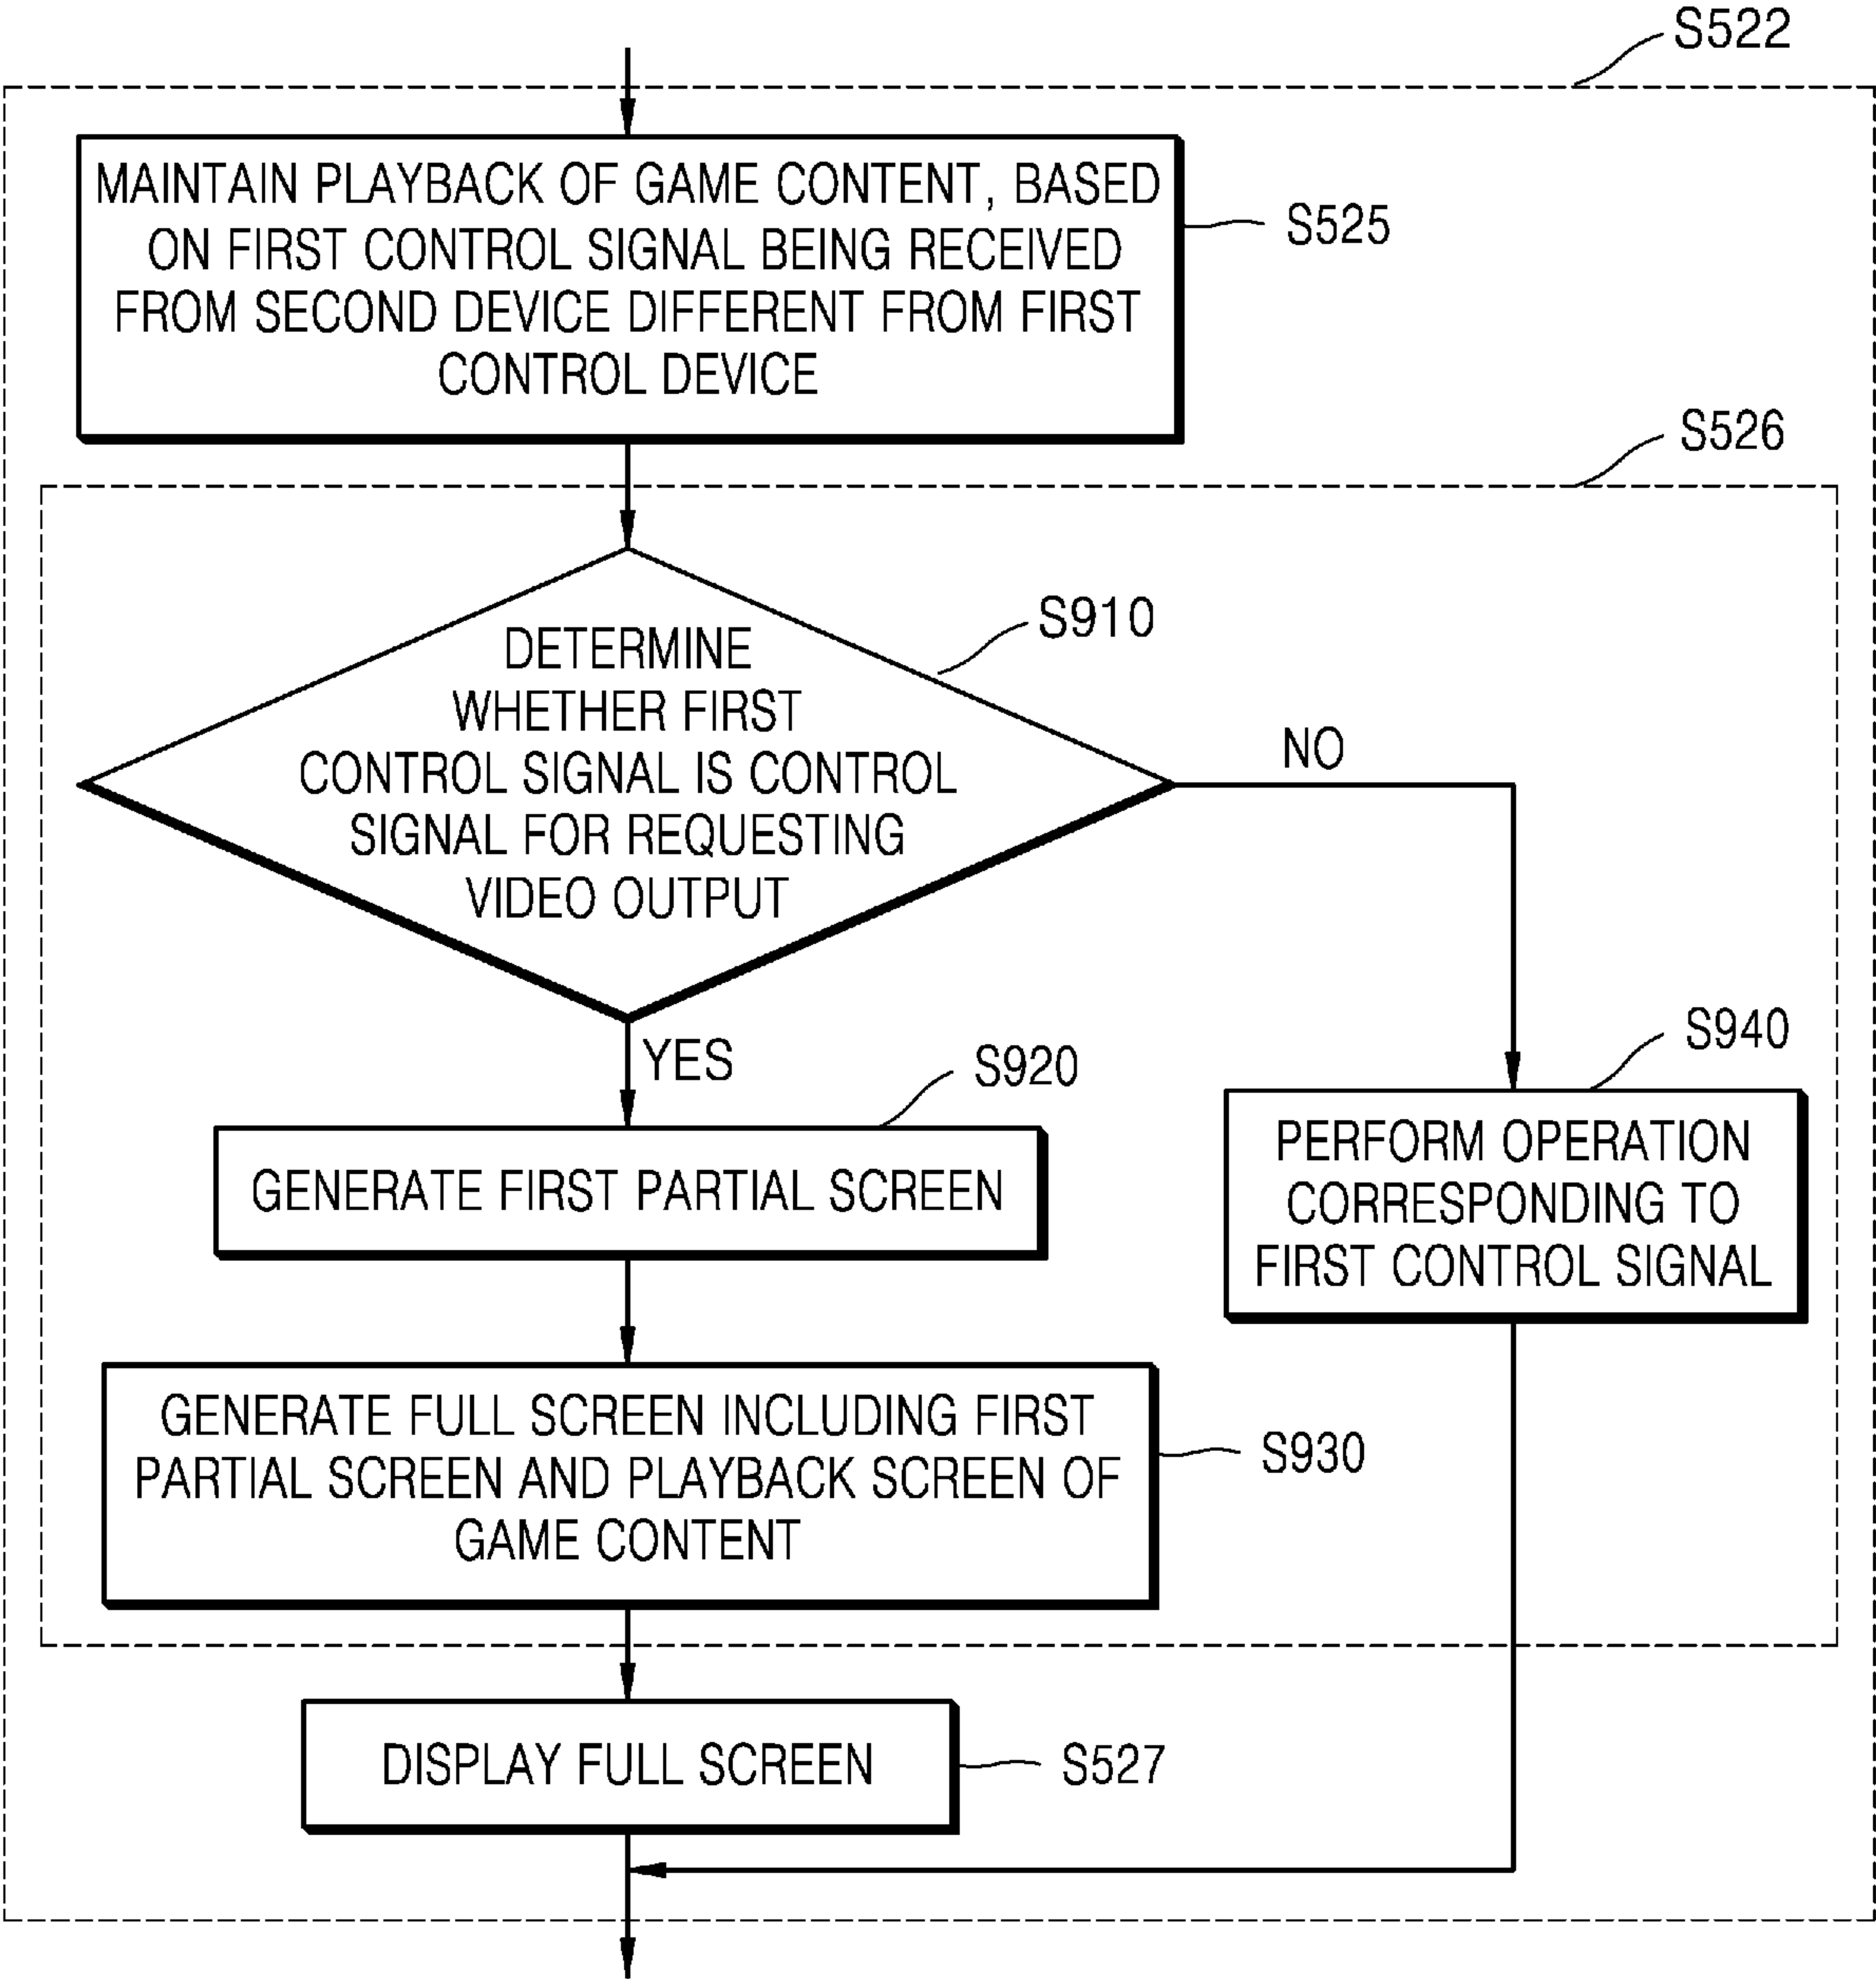 S522
MAINTAIN PLAYBACK OF GAME CONTENT, BASED
ON FIRST CONTROL SIGNAL BEING RECEIVED
FROM SECOND DEVICE DIFFERENT FROM FIRST
CONTROL DEVICE
S525
S526
S910
DETERMINE
WHETHER FIRST
CONTROL SIGNAL IS CONTROL
SIGNAL FOR REQUESTING
VIDEO OUTPUT
NO
YES
S920
GENERATE FIRST PARTIAL SCREEN
S940
PERFORM OPERATION
CORRESPONDING TO
FIRST CONTROL SIGNAL
GENERATE FULL SCREEN INCLUDING FIRST
PARTIAL SCREEN AND PLAYBACK SCREEN OF
GAME CONTENT
S930
DISPLAY FULL SCREEN
S527